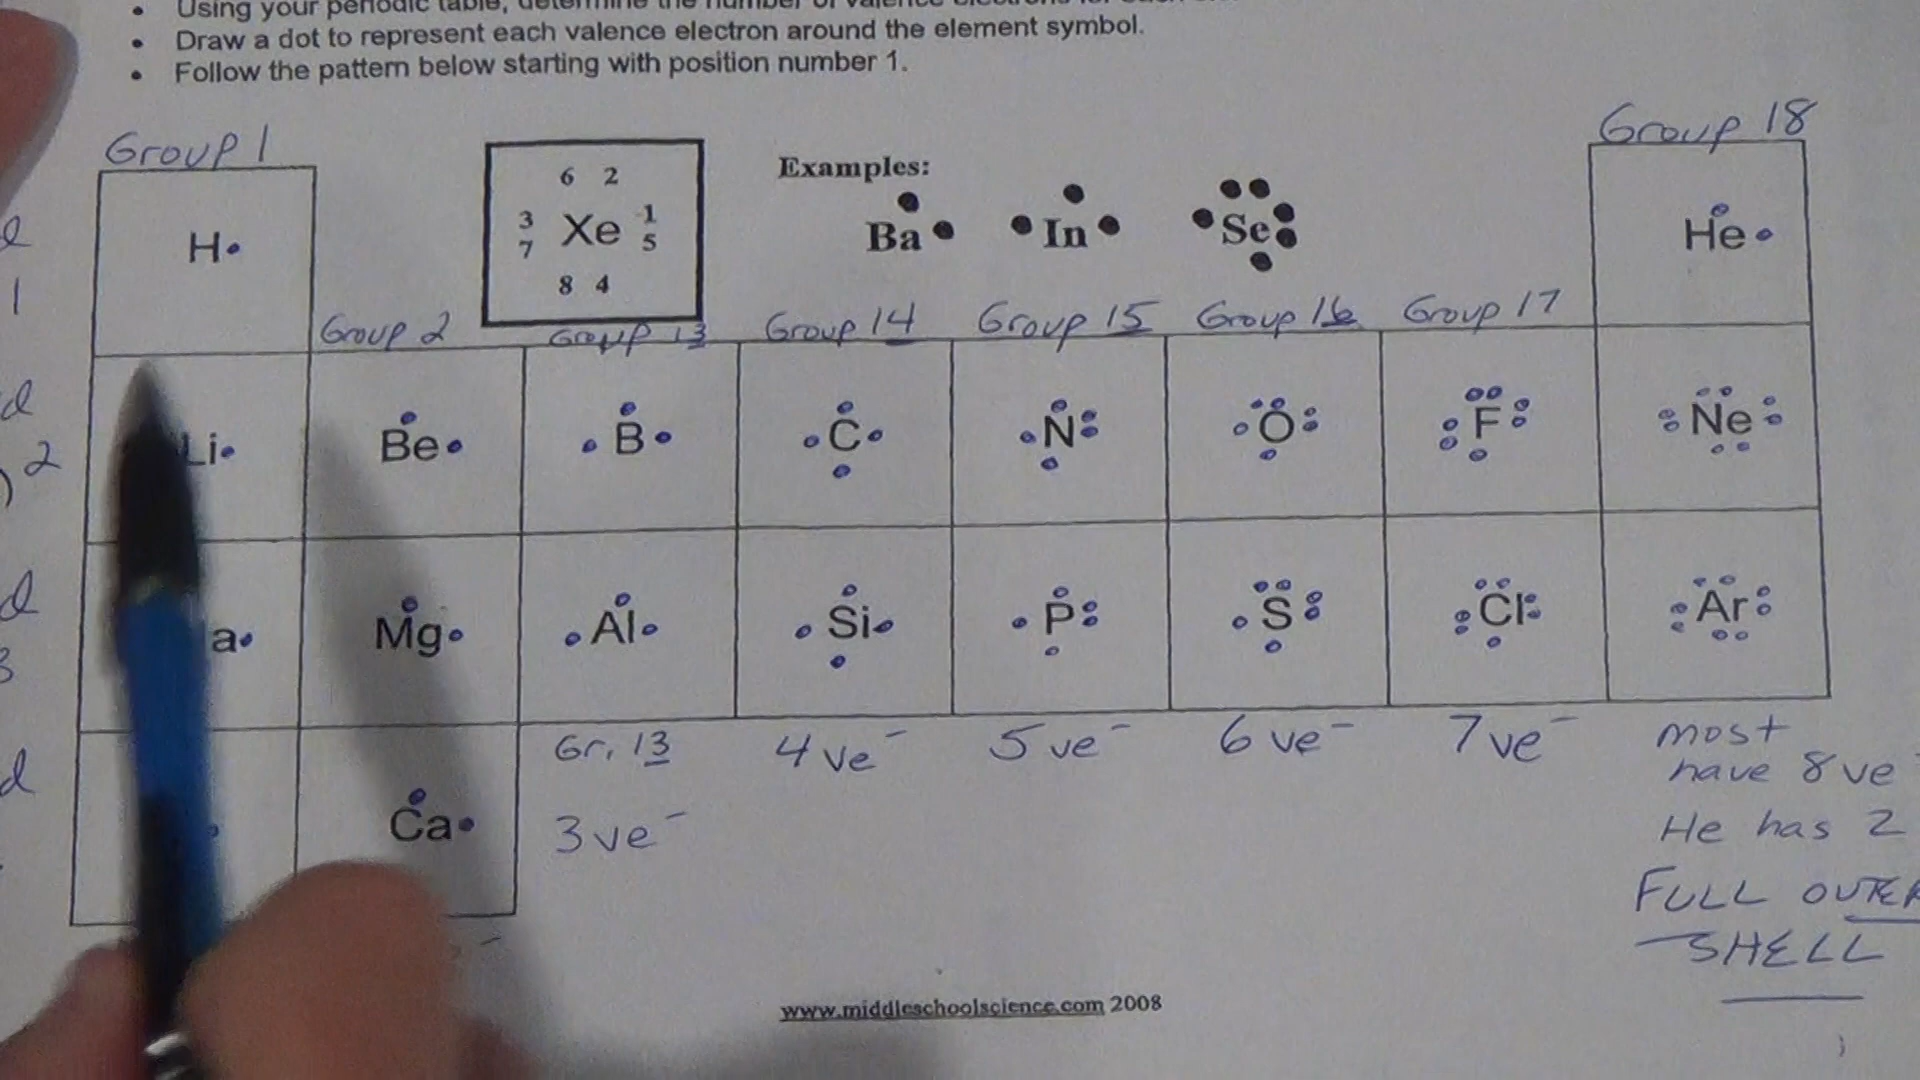 Using your periodic table, determine the number of valence electrons for each
• Draw a dot to represent each valence electron around the element symbol.
• Follow the pattern below starting with position number 1.
Group 1
Group 18
6 2
3 Xe 1
7 5
8 4
Examples:
Ba In Se
H
He
Group 2 Group 13 Group 14 Group 15 Group 16 Group 17
1
d
2
Li Be B C N O F Ne
d
3
a Mg Al Si P S Cl Ar
d
Ca
Gr. 13
3 ve⁻
4 ve⁻
5 ve⁻
6 ve⁻
7 ve⁻
most
have 8 ve
He has 2
FULL OUTER
SHELL
www.middleschoolscience.com 2008